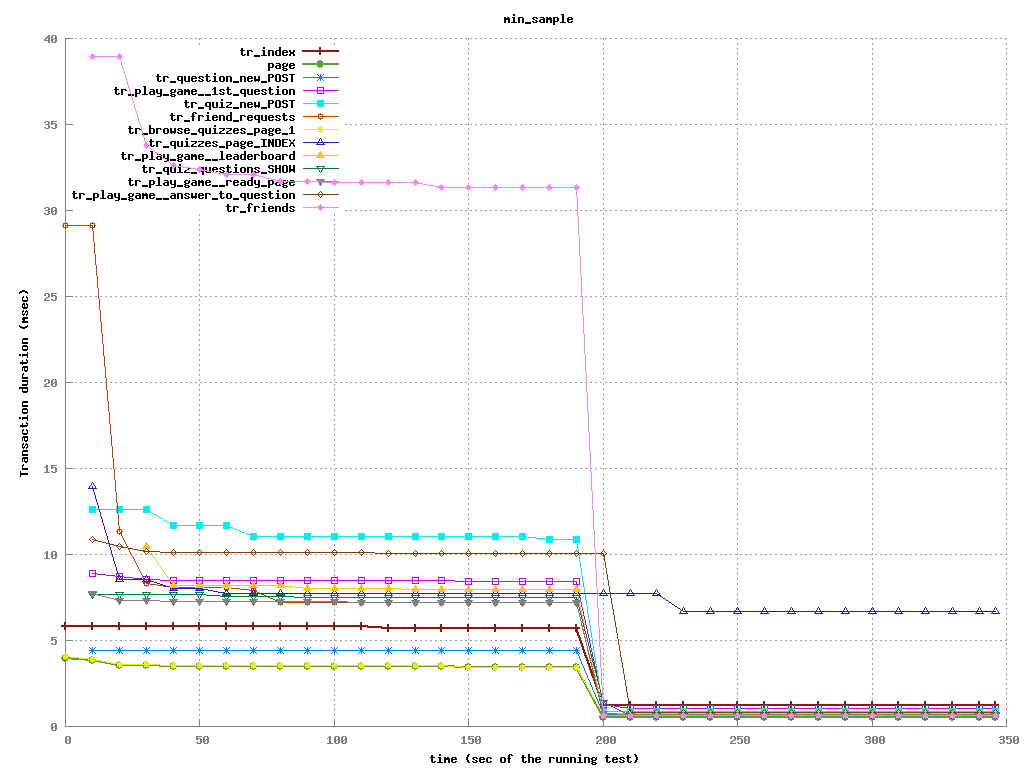 min_sample
40
35
30
25
20
15
10
5
0
Transaction duration (msec)
tr_index
page
tr_question_new_POST
tr_play_game__1st_question
tr_quiz_new_POST
tr_friend_requests
tr_browse_quizzes_page_1
tr_quizzes_page_INDEX
tr_play_game__leaderboard
tr_quiz_questions_SHOW
tr_play_game__ready_page
tr_play_game__answer_to_question
tr_friends
0 50 100 150 200 250 300 350
time (sec of the running test)